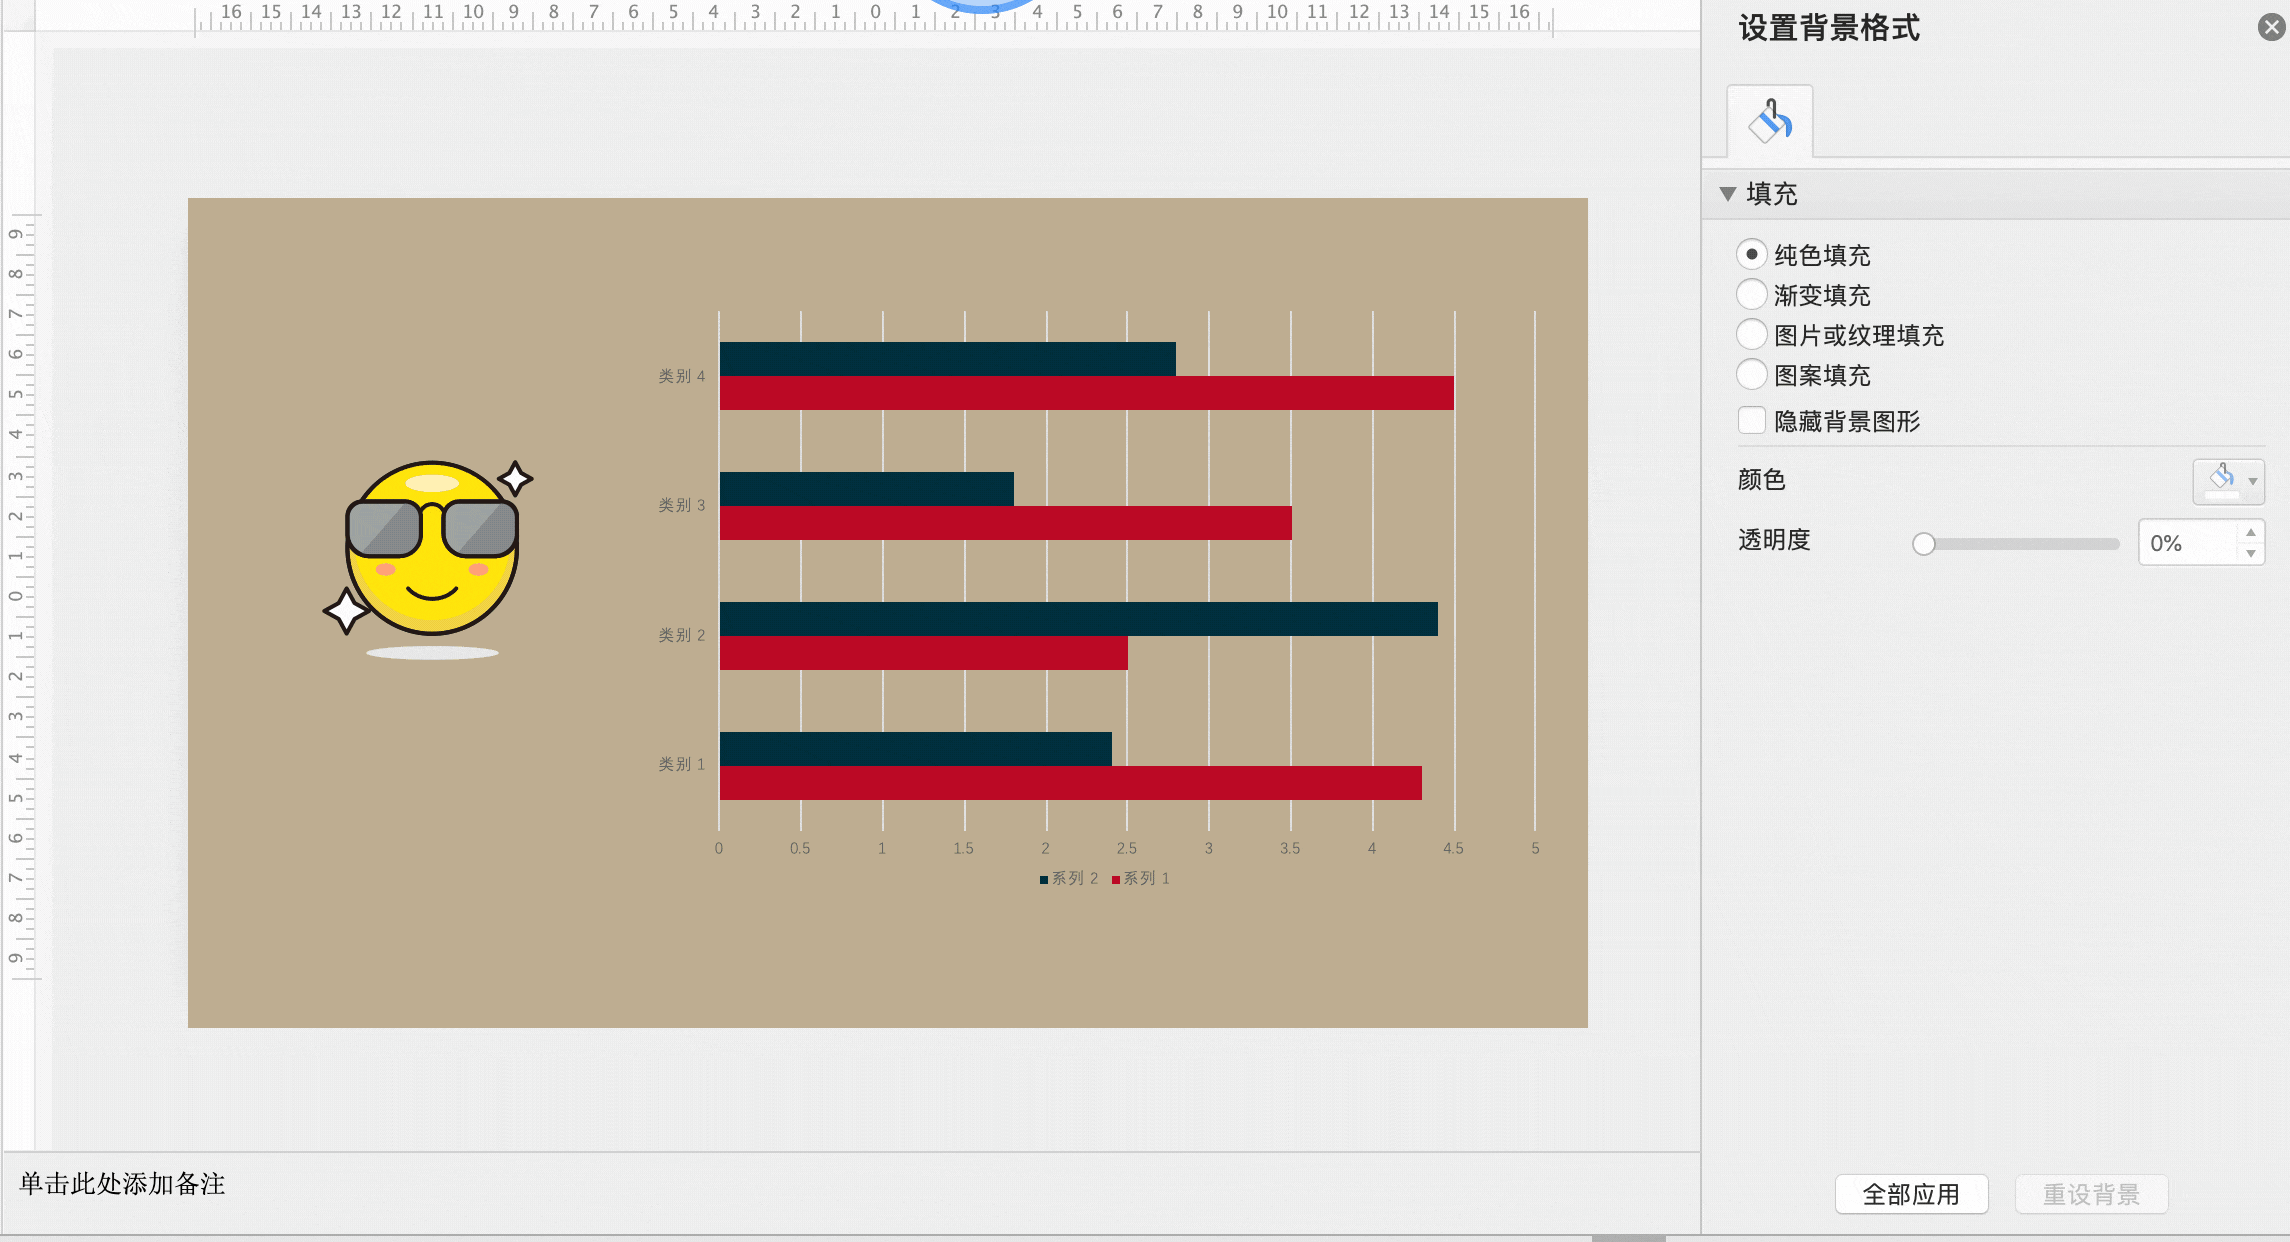 16 15 14 13 12 11 10 9 8 7 6 5 4 3 2 1 0 1 2 3 4 5 6 7 8 9 10 11 12 13 14 15 16
9 8 7 6 5 4 3 2 1 0 1 2 3 4 5 6 7 8 9
类别 4
类别 3
类别 2
类别 1
0 0.5 1 1.5 2 2.5 3 3.5 4 4.5 5
系列 2 系列 1
单击此处添加备注
设置背景格式
填充
纯色填充
渐变填充
图片或纹理填充
图案填充
隐藏背景图形
颜色
透明度 0%
全部应用 重设背景